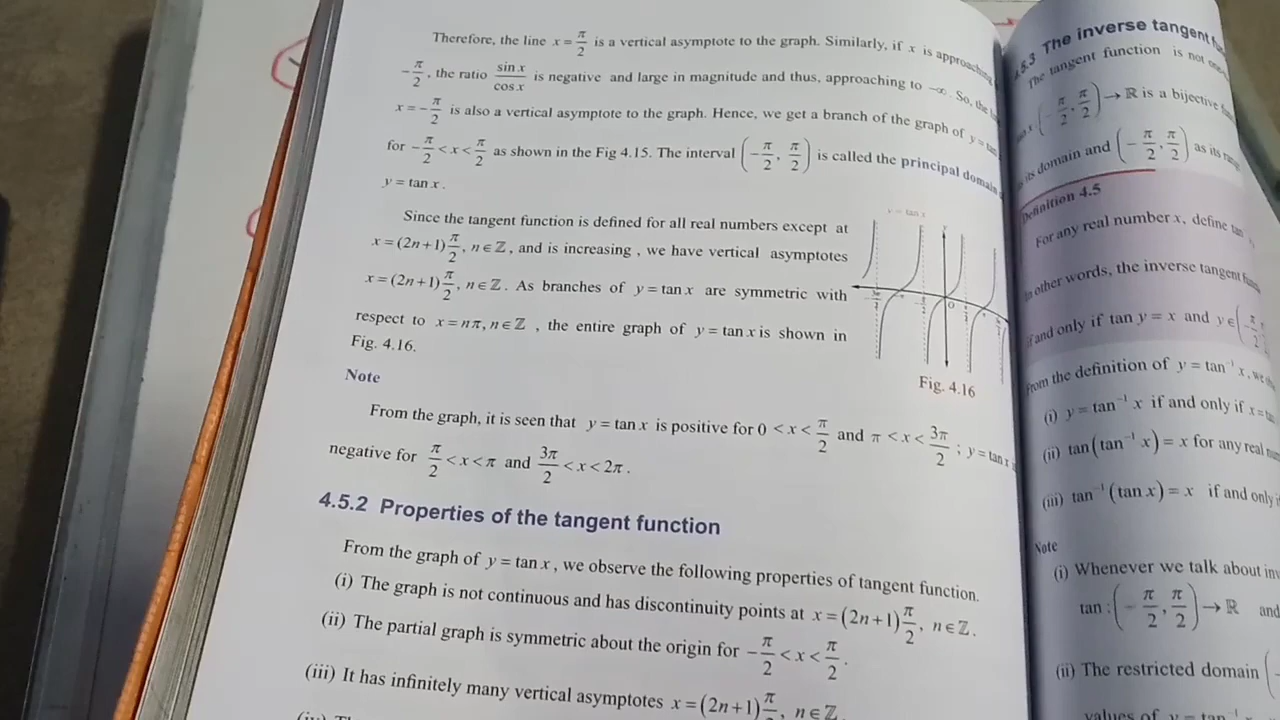 Therefore, the line x = π/2 is a vertical asymptote to the graph. Similarly, if x is approaching
−π/2, the ratio sin x/cos x is negative and large in magnitude and thus, approaching to −∞. So, the
x = −π/2 is also a vertical asymptote to the graph. Hence, we get a branch of the graph of y = tan
for −π/2 < x < π/2 as shown in the Fig 4.15. The interval (−π/2, π/2) is called the principal domain
y = tan x.
Since the tangent function is defined for all real numbers except at
x = (2n+1)π/2, n∈ℤ, and is increasing , we have vertical asymptotes
x = (2n+1)π/2, n∈ℤ. As branches of y = tan x are symmetric with
respect to x = nπ, n∈ℤ , the entire graph of y = tan x is shown in
Fig. 4.16.
y = tan x
O
Fig. 4.16
Note
From the graph, it is seen that y = tan x is positive for 0 < x < π/2 and π < x < 3π/2 ; y = tan x
negative for π/2 < x < π and 3π/2 < x < 2π.
4.5.2 Properties of the tangent function
From the graph of y = tan x, we observe the following properties of tangent function.
(i) The graph is not continuous and has discontinuity points at x = (2n+1)π/2, n∈ℤ.
(ii) The partial graph is symmetric about the origin for −π/2 < x < π/2.
(iii) It has infinitely many vertical asymptotes x = (2n+1)π/2, n∈ℤ.
4.5.3 The inverse tangent
The tangent function is not
(−π/2, π/2) → ℝ is a bijective
its domain and (−π/2, π/2) as its
Definition 4.5
For any real number x, define tan
In other words, the inverse tangent
if and only if tan y = x and y∈(−π/2
From the definition of y = tan⁻¹ x, we
(i) y = tan⁻¹ x if and only if x =
(ii) tan(tan⁻¹ x) = x for any real
(iii) tan⁻¹(tan x) = x if and only
Note
(i) Whenever we talk about
tan : (−π/2, π/2) → ℝ and
(ii) The restricted domain (
values of y = tan⁻¹